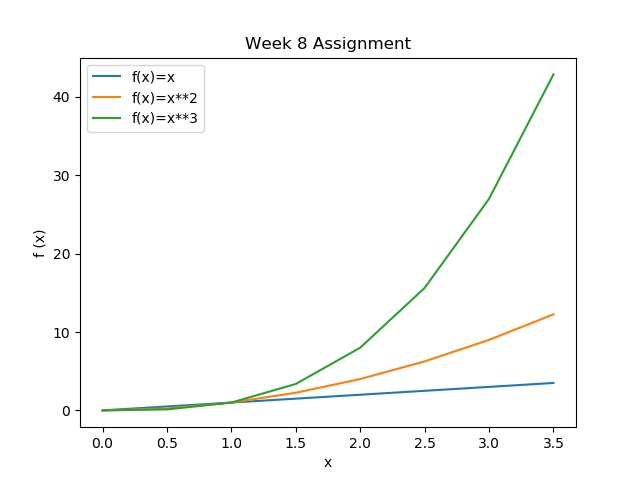 Week 8 Assignment
f(x)=x
f(x)=x**2
f(x)=x**3
40
30
20
10
0
f (x)
0.0 0.5 1.0 1.5 2.0 2.5 3.0 3.5
x